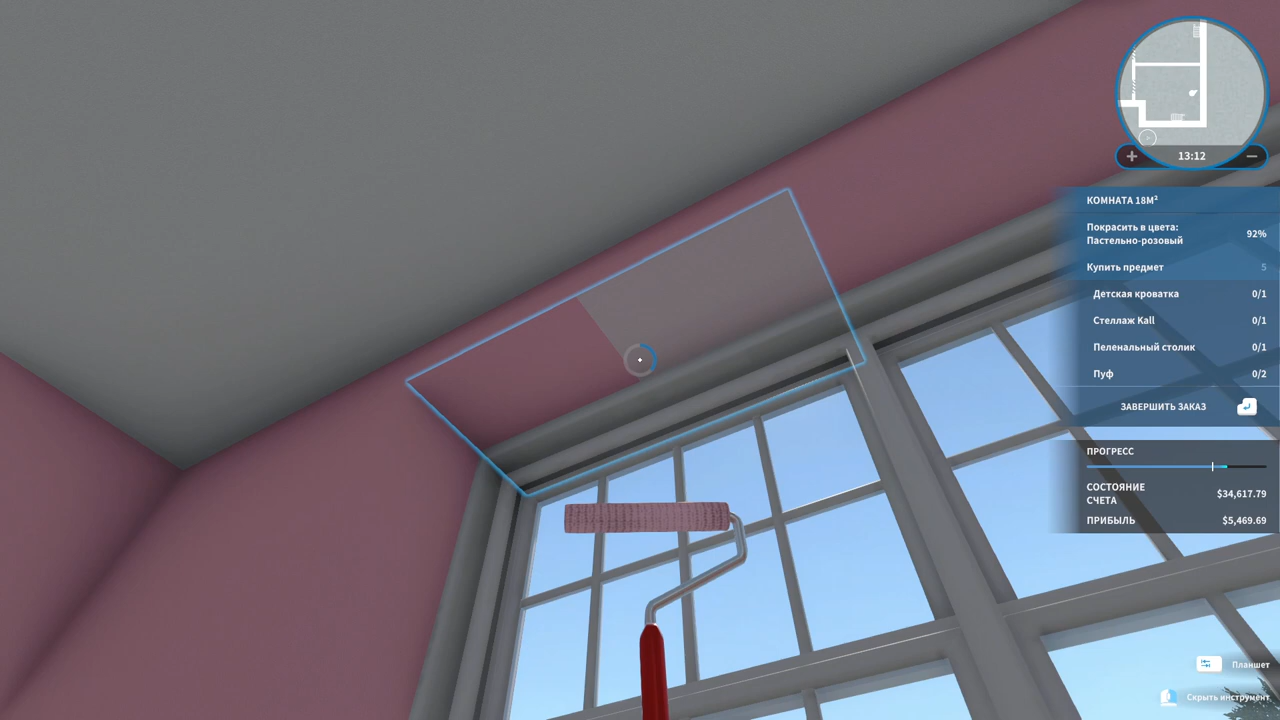 13:12
КОМНАТА 18М²
Покрасить в цвета:
Пастельно-розовый 92%
Купить предмет 5
Детская кроватка 0/1
Стеллаж Kall 0/1
Пеленальный столик 0/1
Пуф 0/2
ЗАВЕРШИТЬ ЗАКАЗ
ПРОГРЕСС
СОСТОЯНИЕ
СЧЕТА $34,617.79
ПРИБЫЛЬ $5,469.69
Планшет
Скрыть инструмент